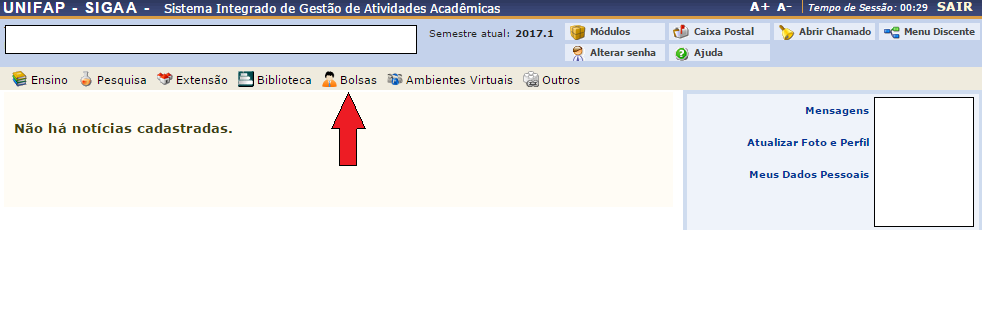 UNIFAP - SIGAA - Sistema Integrado de Gestão de Atividades Acadêmicas A+ A- Tempo de Sessão: 00:29 SAIR
Semestre atual: 2017.1 Módulos Caixa Postal Abrir Chamado Menu Discente
Alterar senha Ajuda
Ensino Pesquisa Extensão Biblioteca Bolsas Ambientes Virtuais Outros
Não há notícias cadastradas.
Mensagens
Atualizar Foto e Perfil
Meus Dados Pessoais